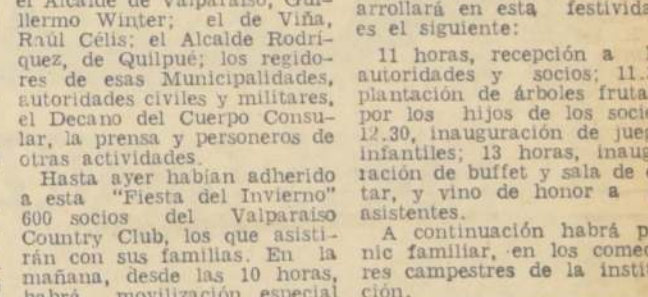 el Alcalde de Valparaíso, Gui-
llermo Winter; el de Viña,
Raúl Célis; el Alcalde Rodrí-
quez, de Quilpué; los regido-
res de esas Municipalidades,
autoridades civiles y militares,
el Decano del Cuerpo Consu-
lar, la prensa y personeros de
otras actividades.
Hasta ayer habían adherido
a esta "Fiesta del Invierno"
600 socios del Valparaíso
Country Club, los que asisti-
rán con sus familias. En la
mañana, desde las 10 horas,
habrá movilización especial
arrollará en esta festivida
es el siguiente:
11 horas, recepción a
autoridades y socios; 11.
plantación de árboles fruta
por los hijos de los socio
12.30, inauguración de jueg
infantiles; 13 horas, inaug
ración de buffet y sala de
tar, y vino de honor a
asistentes.
A continuación habrá p
nic familiar, en los comed
res campestres de la instit
ción.